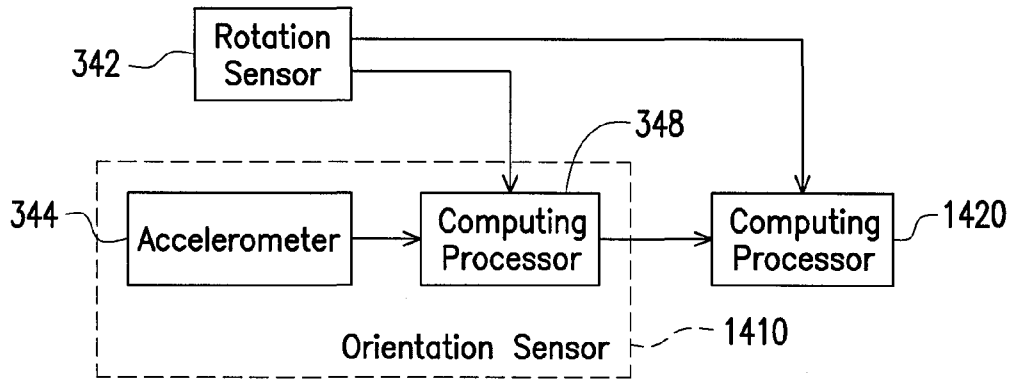 Rotation
Sensor
342
348
344
Accelerometer
Computing
Processor
Computing
Processor
1420
Orientation Sensor
1410